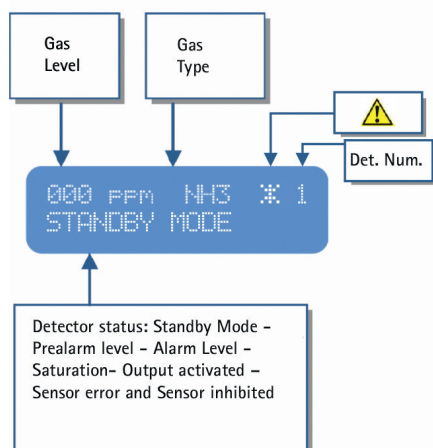 Gas
Level
Gas
Type
Det. Num.
000 ppm NH3 1
STANDBY MODE
Detector status: Standby Mode –
Prealarm level – Alarm Level –
Saturation– Output activated –
Sensor error and Sensor inhibited